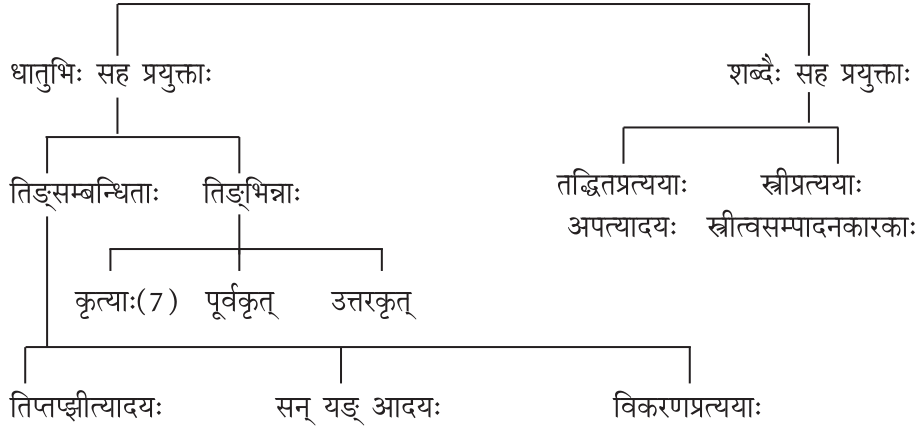 धातुभिः सह प्रयुक्ताः
शब्दैः सह प्रयुक्ताः
तिङ्सम्बन्धिताः
तिङ्भिन्नाः
तद्धितप्रत्ययाः
अपत्यादयः
स्त्रीप्रत्ययाः
स्त्रीत्वसम्पादनकारकाः
कृत्याः(7)
पूर्वकृत्
उत्तरकृत्
तिप्तप्झीत्यादयः
सन् यङ् आदयः
विकरणप्रत्ययाः